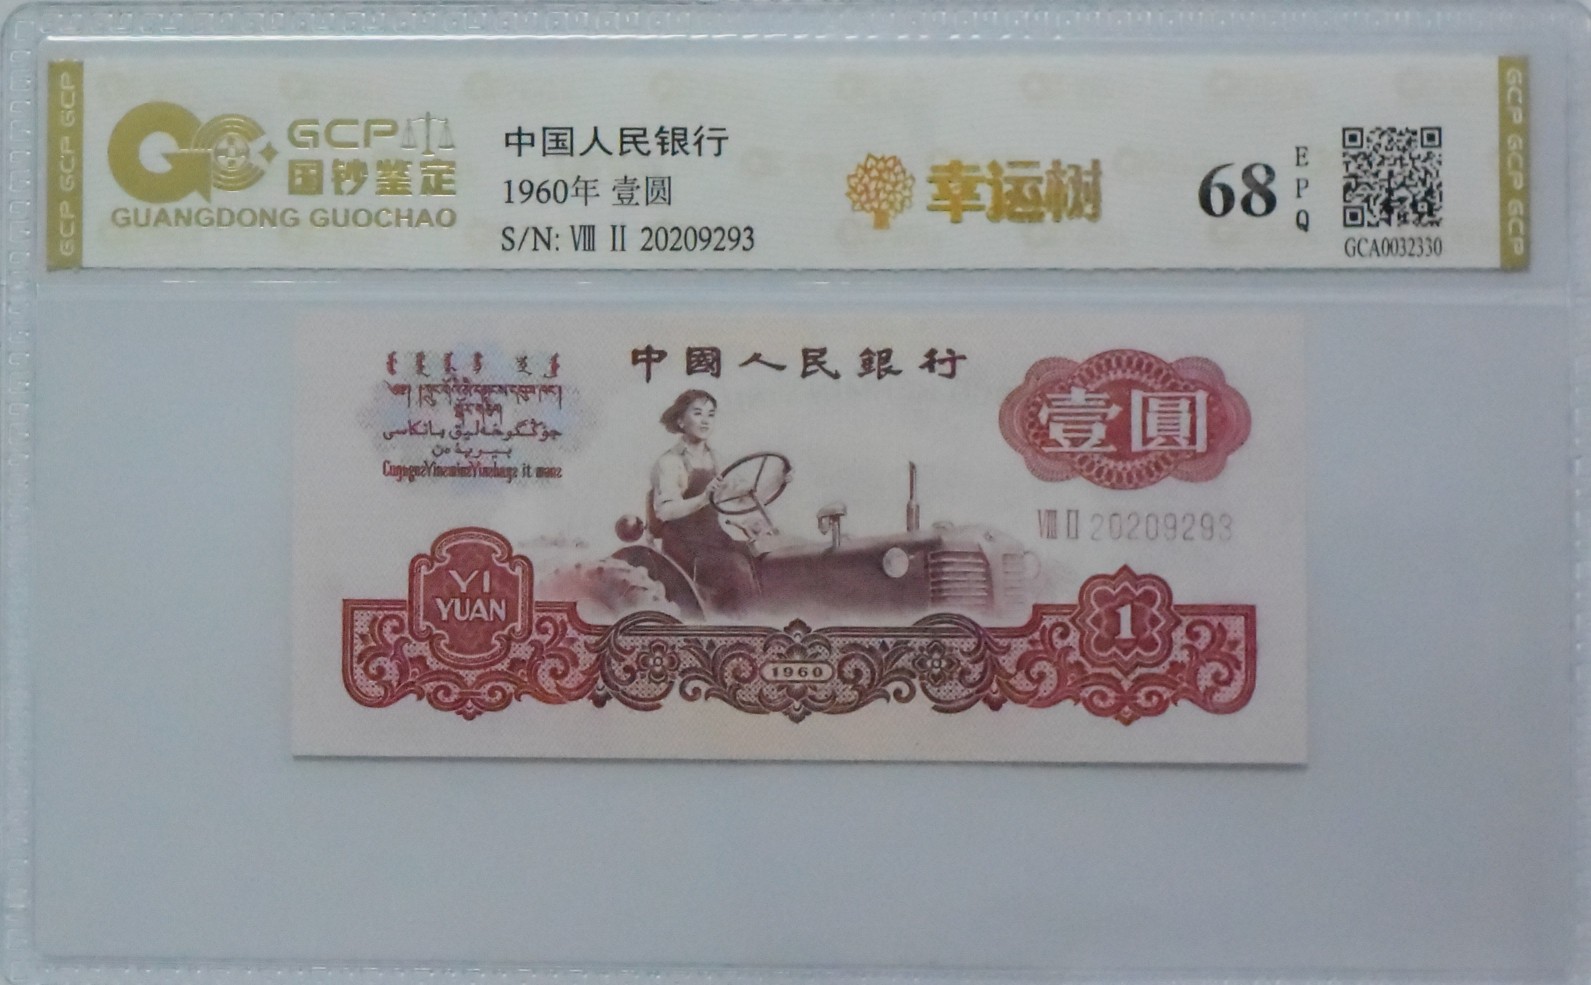 GCP GCP GCP
GCP
国钞鉴定
GUANGDONG GUOCHAO
中国人民银行
1960年 壹圆
S/N: Ⅷ Ⅱ 20209293
幸运树
68
E
P
Q
GCA0032330
GCP GCP GCP
中國人民銀行
壹圓
Ⅷ Ⅱ 20209293
YI
YUAN
1960
1